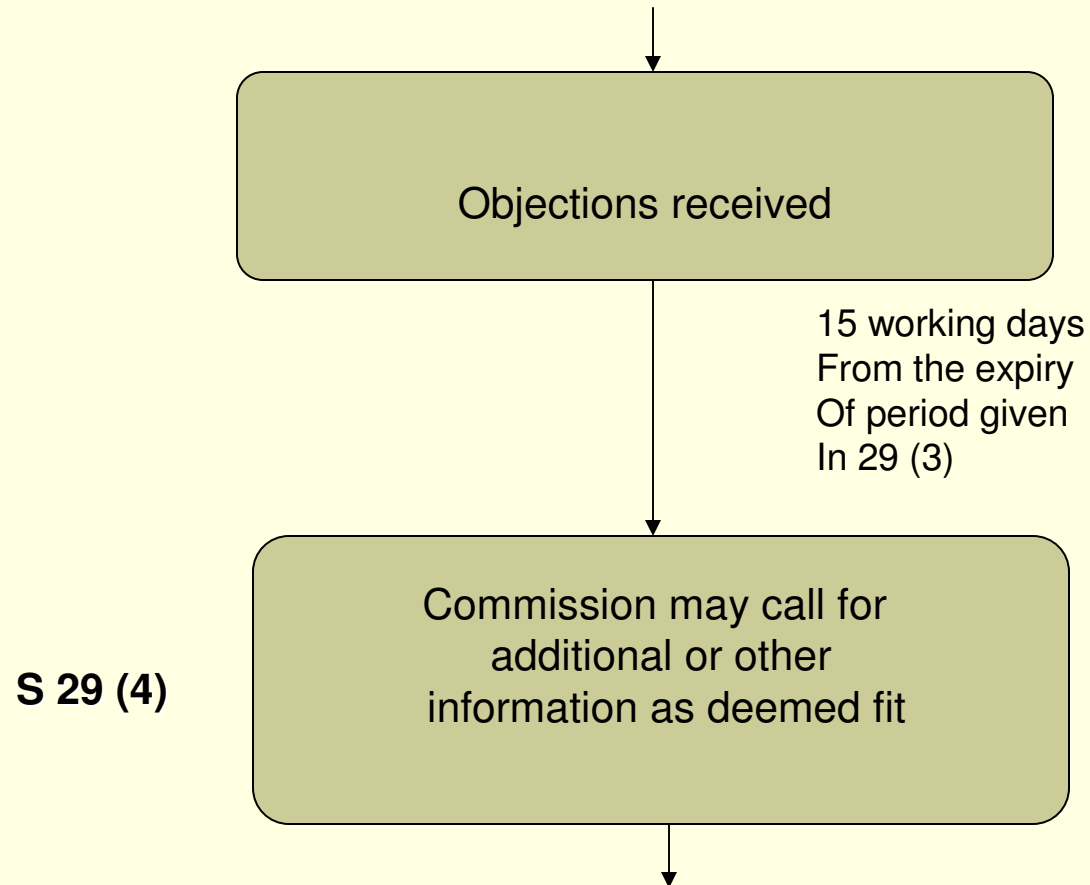 Objections received
15 working days
From the expiry
Of period given
In 29 (3)
Commission may call for
additional or other
information as deemed fit
S 29 (4)